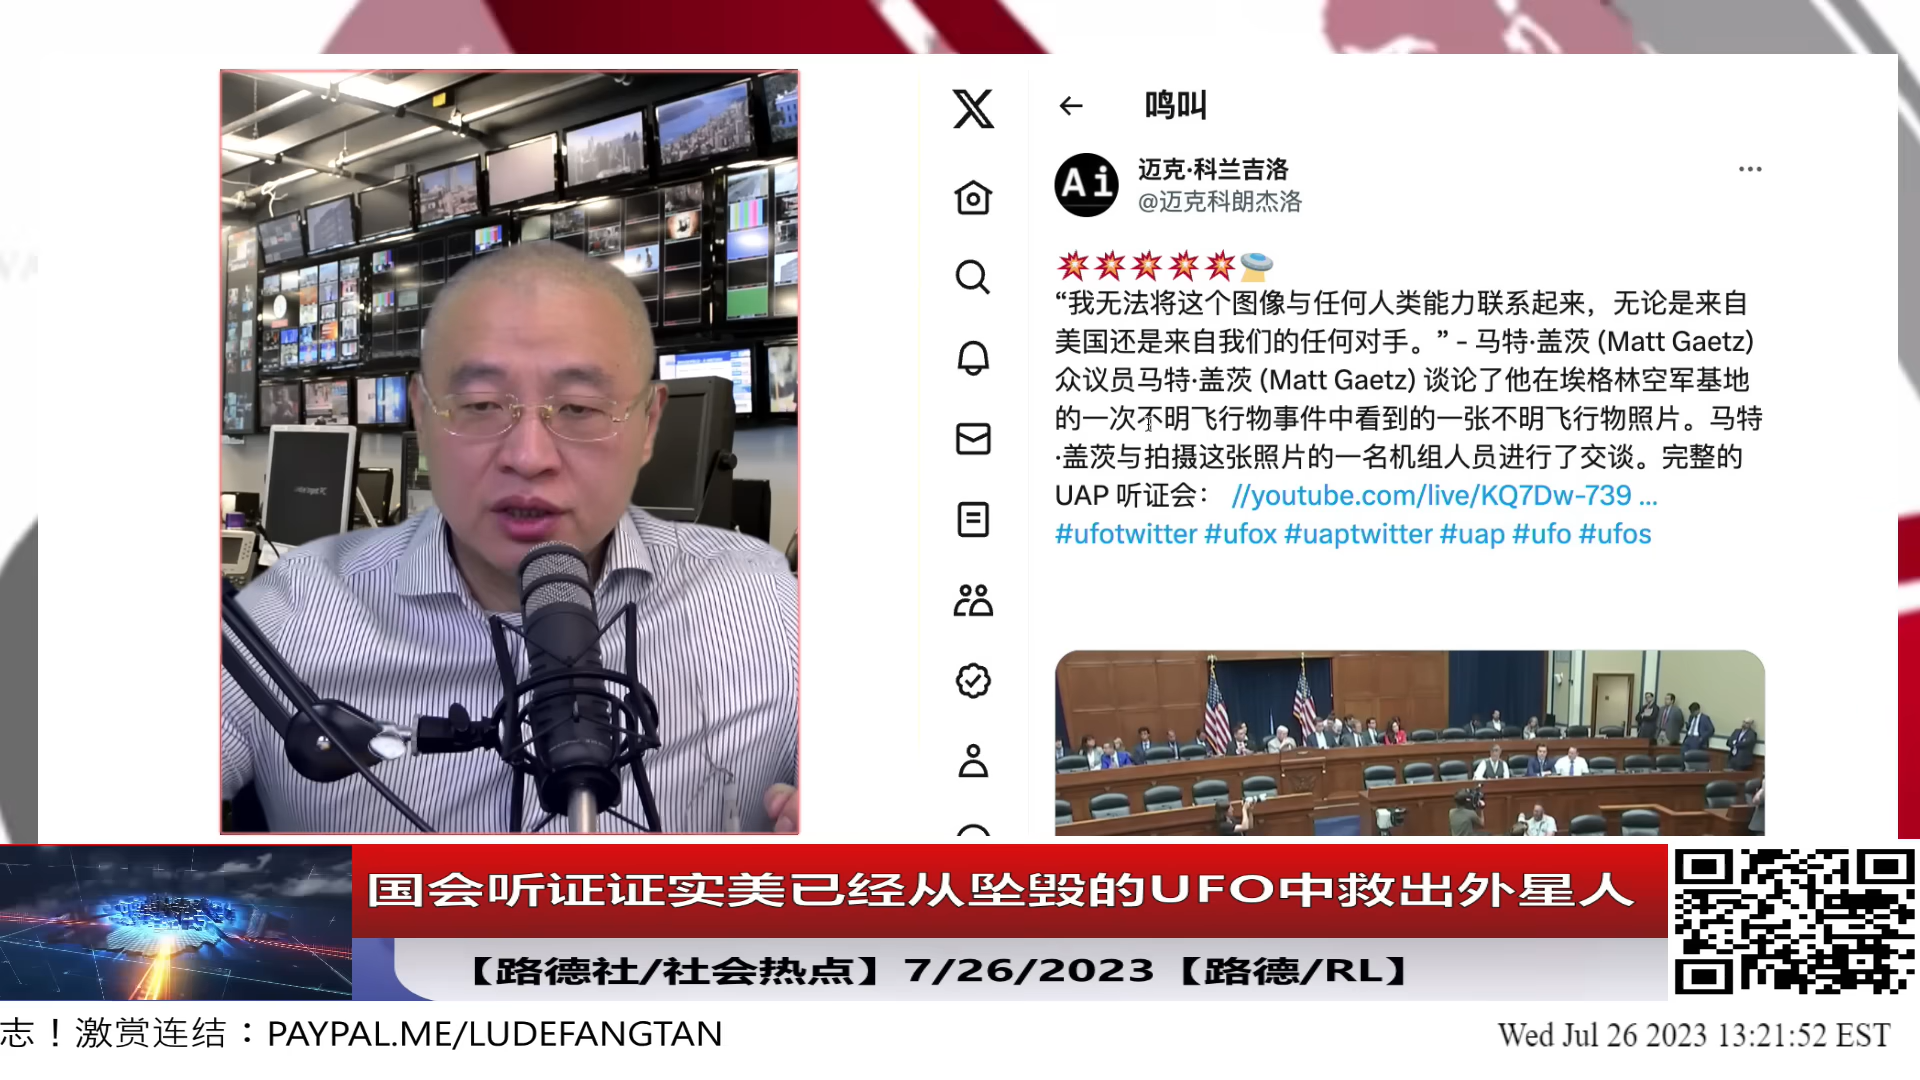 鸣叫
Ai
迈克·科兰吉洛
@迈克科朗杰洛
“我无法将这个图像与任何人类能力联系起来，无论是来自
美国还是来自我们的任何对手。” - 马特·盖茨 (Matt Gaetz)
众议员马特·盖茨 (Matt Gaetz) 谈论了他在埃格林空军基地
的一次不明飞行物事件中看到的一张不明飞行物照片。马特
·盖茨与拍摄这张照片的一名机组人员进行了交谈。完整的
UAP 听证会： //youtube.com/live/KQ7Dw-739 ...
#ufotwitter #ufox #uaptwitter #uap #ufo #ufos
国会听证证实美已经从坠毁的UFO中救出外星人
【路德社/社会热点】7/26/2023【路德/RL】
志！激赏连结：PAYPAL.ME/LUDEFANGTAN
Wed Jul 26 2023 13:21:52 EST